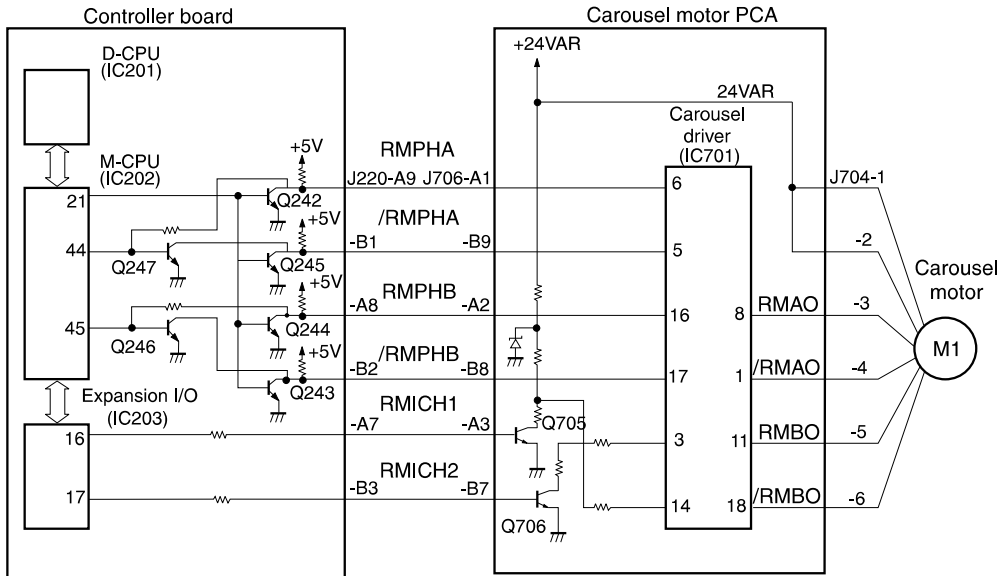 Controller board
Carousel motor PCA
D-CPU
(IC201)
+24VAR
24VAR
Carousel
driver
(IC701)
M-CPU
(IC202)
+5V
RMPHA
21
Q242
J220-A9 J706-A1
6
J704-1
+5V
/RMPHA
44
Q247
Q245
-B1
-B9
5
-2
Carousel
motor
+5V
RMPHB
45
Q246
Q244
-A8
-A2
16
8
RMAO
-3
M1
+5V
/RMPHB
Q243
-B2
-B8
17
1
/RMAO
-4
Expansion I/O
(IC203)
RMICH1
16
-A7
-A3
Q705
3
11
RMBO
-5
RMICH2
17
-B3
-B7
Q706
14
18
/RMBO
-6